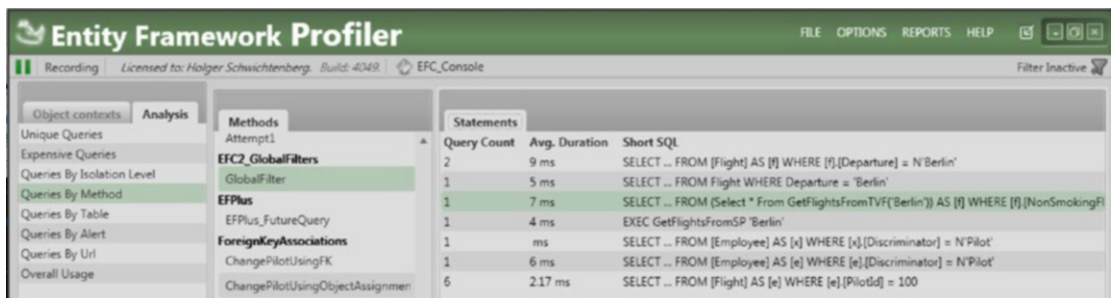 Entity Framework Profiler
FILE OPTIONS REPORTS HELP
Recording Licensed to: Holger Schwichtenberg. Build: 4049. EFC_Console Filter Inactive
Object contexts Analysis
Unique Queries
Expensive Queries
Queries By Isolation Level
Queries By Method
Queries By Table
Queries By Alert
Queries By Url
Overall Usage
Methods
Attempt1
EFC2_GlobalFilters
GlobalFilter
EFPlus
EFPlus_FutureQuery
ForeignKeyAssociations
ChangePilotUsingFK
ChangePilotUsingObjectAssignmen
Statements
Query Count Avg. Duration Short SQL
2 9 ms SELECT ... FROM [Flight] AS [f] WHERE [f].[Departure] = N'Berlin'
1 5 ms SELECT ... FROM Flight WHERE Departure = 'Berlin'
1 7 ms SELECT ... FROM (Select * From GetFlightsFromTVF('Berlin')) AS [f] WHERE [f].[NonSmokingFl
1 4 ms EXEC GetFlightsFromSP 'Berlin'
1 ms SELECT ... FROM [Employee] AS [x] WHERE [x].[Discriminator] = N'Pilot'
1 6 ms SELECT ... FROM [Employee] AS [e] WHERE [e].[Discriminator] = N'Pilot'
6 2.17 ms SELECT ... FROM [Flight] AS [e] WHERE [e].[PilotId] = 100